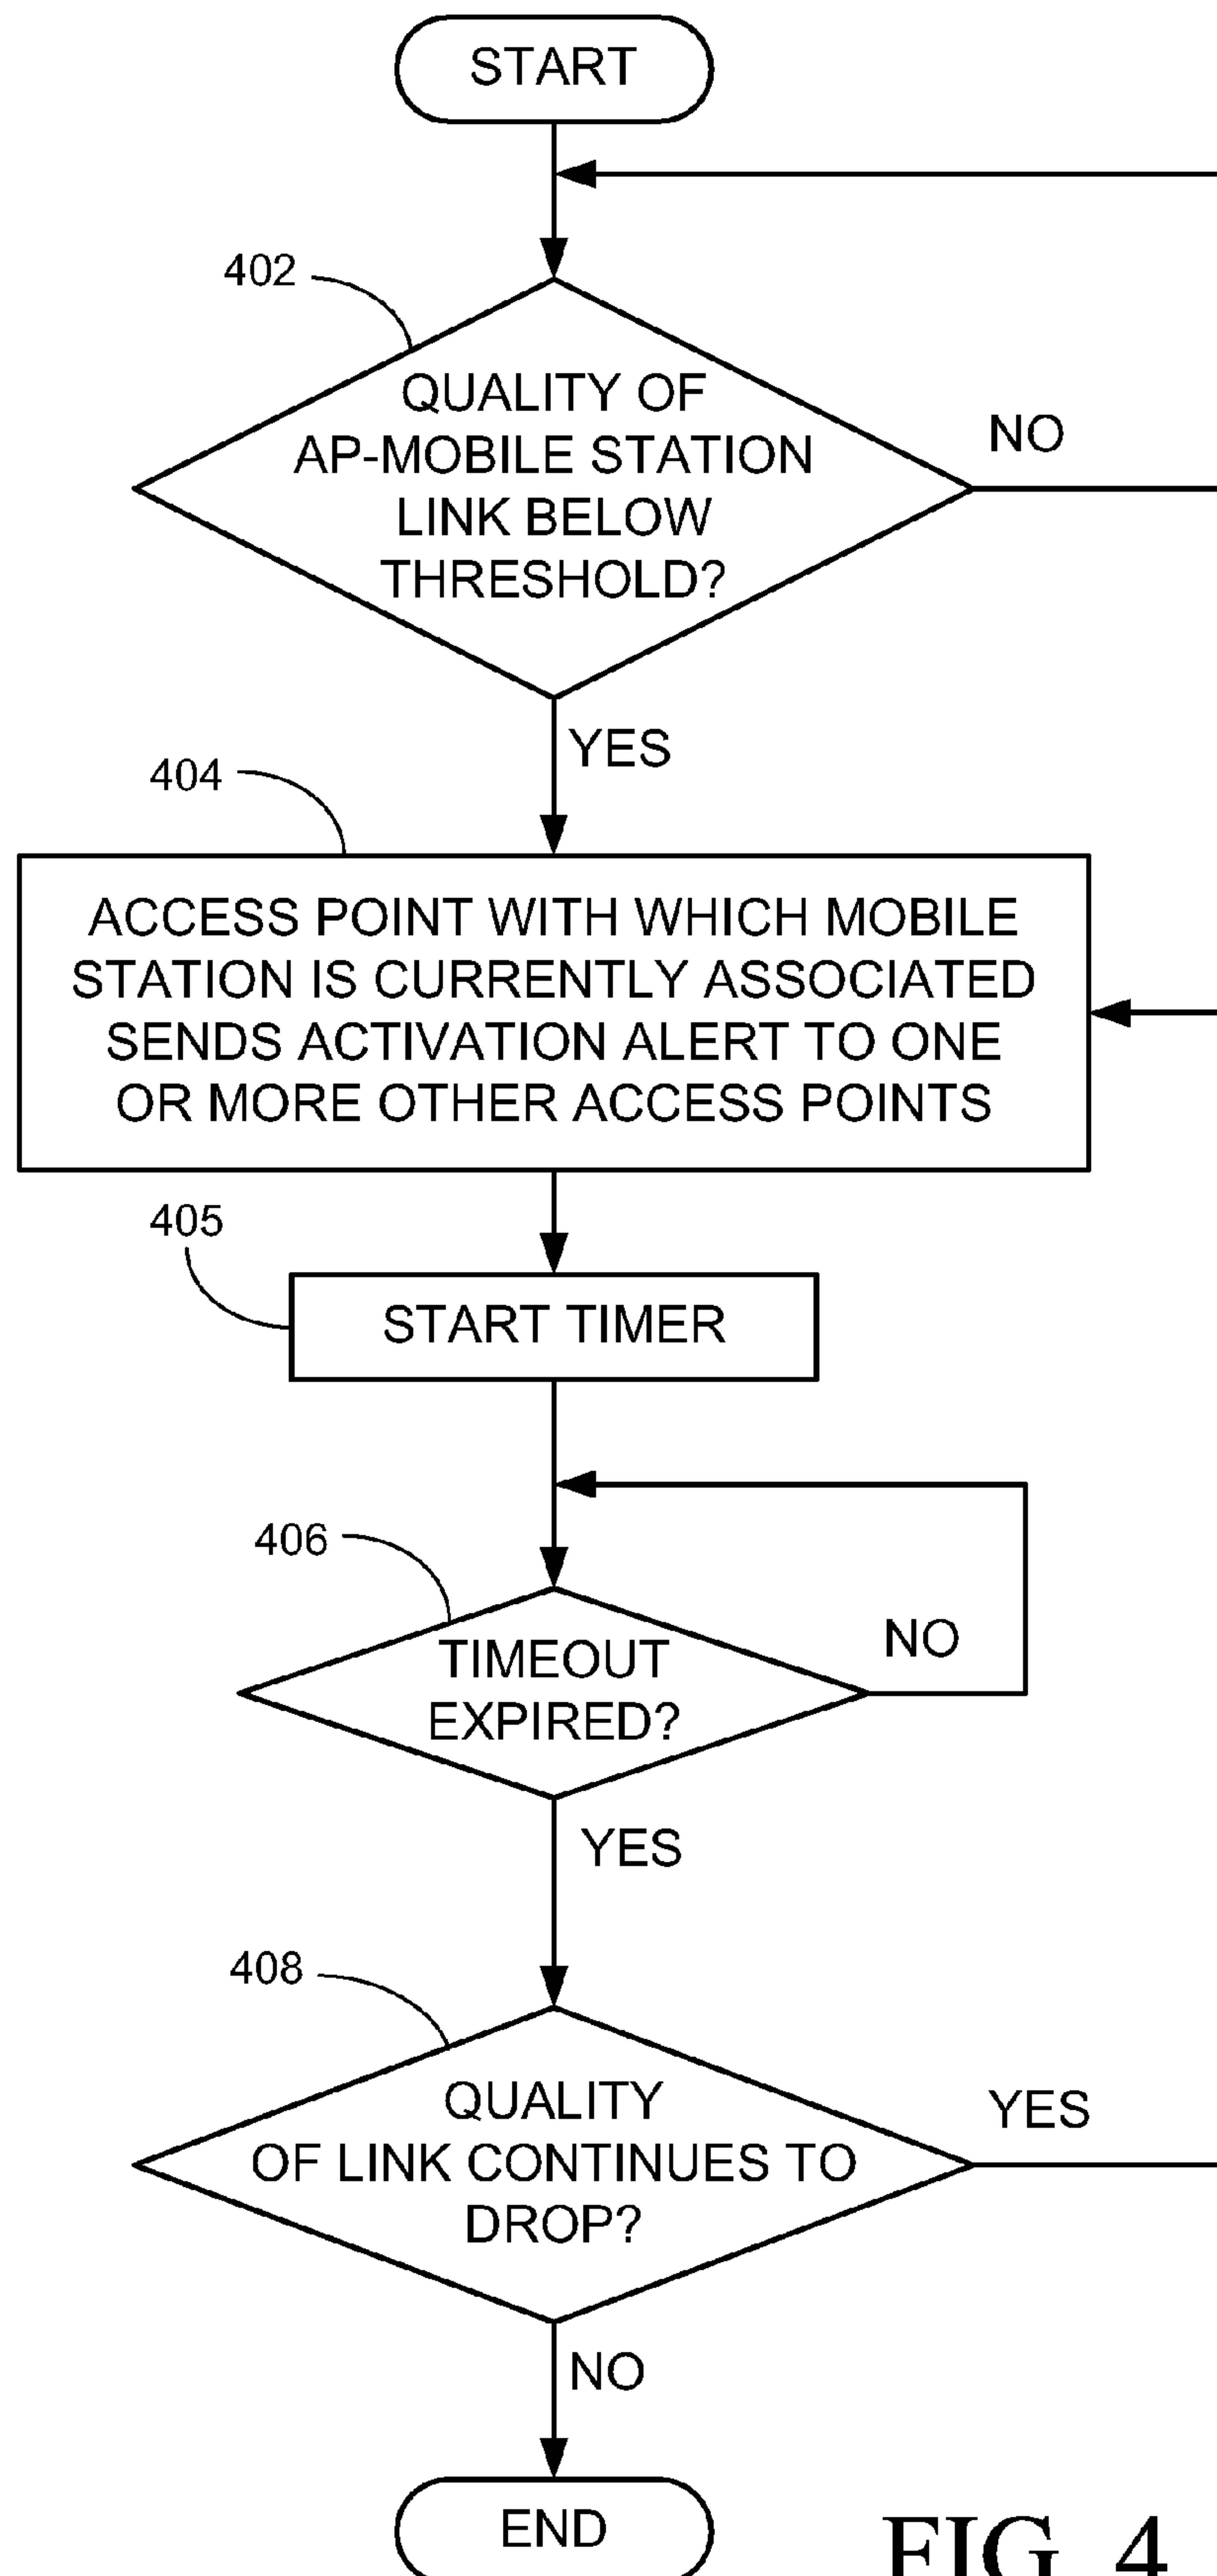 START
402
QUALITY OF
AP-MOBILE STATION
LINK BELOW
THRESHOLD?
NO
YES
404
ACCESS POINT WITH WHICH MOBILE
STATION IS CURRENTLY ASSOCIATED
SENDS ACTIVATION ALERT TO ONE
OR MORE OTHER ACCESS POINTS
405
START TIMER
406
TIMEOUT
EXPIRED?
NO
YES
408
QUALITY
OF LINK CONTINUES TO
DROP?
YES
NO
END
FIG. 4